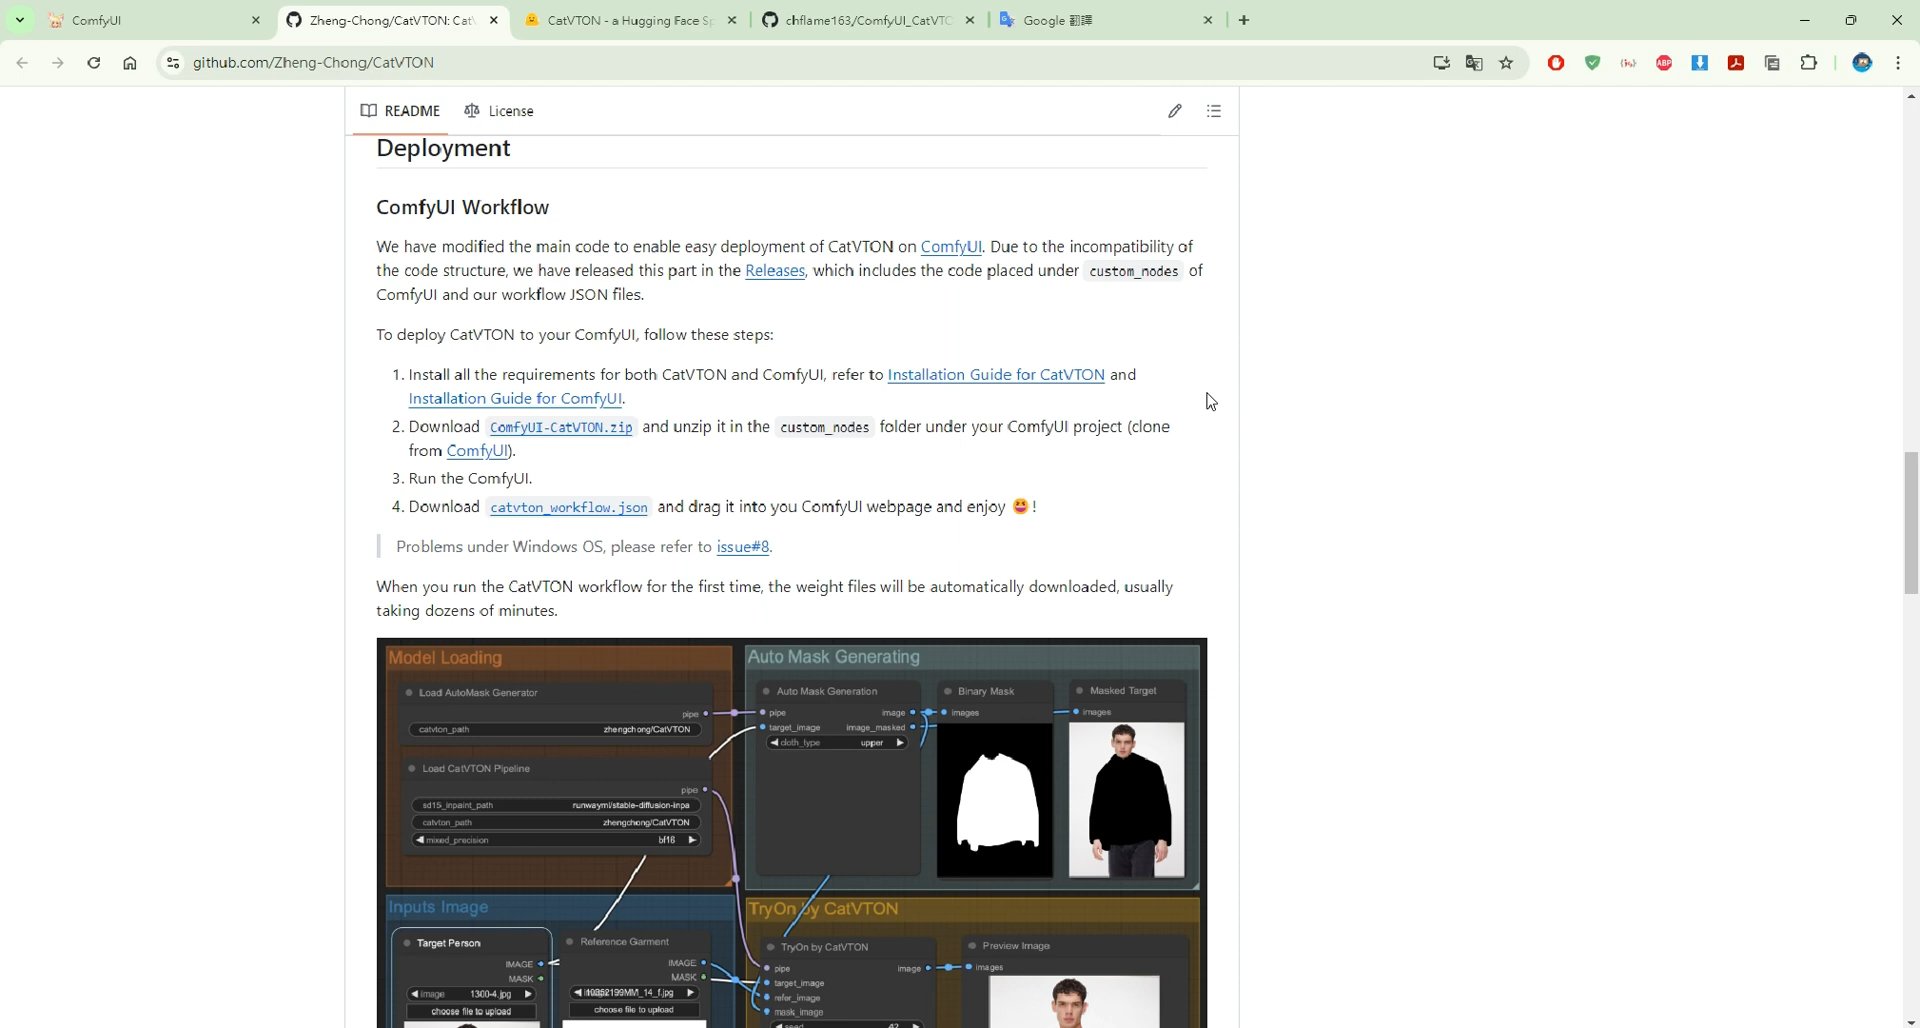 ComfyUI
Zheng-Chong/CatVTON: Cat
CatVTON - a Hugging Face Sp
chflame163/ComfyUI_CatVTO
Google 翻譯
github.com/Zheng-Chong/CatVTON
ABP
README
License
Deployment
ComfyUI Workflow
We have modified the main code to enable easy deployment of CatVTON on ComfyUI. Due to the incompatibility of
the code structure, we have released this part in the Releases, which includes the code placed under custom_nodes of
ComfyUI and our workflow JSON files.
To deploy CatVTON to your ComfyUI, follow these steps:
1. Install all the requirements for both CatVTON and ComfyUI, refer to Installation Guide for CatVTON and
Installation Guide for ComfyUI.
2. Download ComfyUI-CatVTON.zip and unzip it in the custom_nodes folder under your ComfyUI project (clone
from ComfyUI).
3. Run the ComfyUI.
4. Download catvton_workflow.json and drag it into you ComfyUI webpage and enjoy 😆 !
Problems under Windows OS, please refer to issue#8.
When you run the CatVTON workflow for the first time, the weight files will be automatically downloaded, usually
taking dozens of minutes.
Model Loading
Load AutoMask Generator
pipe
catvton_path zhengchong/CatVTON
Load CatVTON Pipeline
pipe
sd15_inpaint_path runwayml/stable-diffusion-inpa
catvton_path zhengchong/CatVTON
mixed_precision bf16
Auto Mask Generating
Auto Mask Generation
pipe image
target_image image_masked
cloth_type upper
Binary Mask
images
Masked Target
images
Inputs Image
Target Person
IMAGE
MASK
image 1300-4.jpg
choose file to upload
Reference Garment
IMAGE
MASK
10352199MM_14_f.jpg
choose file to upload
TryOn by CatVTON
TryOn by CatVTON
pipe image
target_image
refer_image
mask_image
seed 42
Preview Image
images